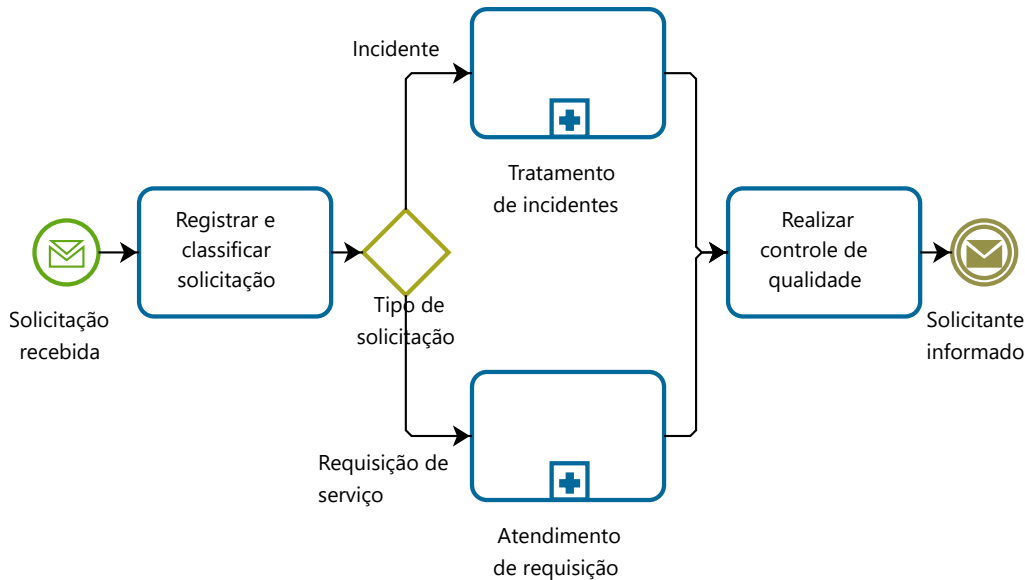 Incidente
Tratamento
de incidentes
Registrar e
classificar
solicitação
Realizar
controle de
qualidade
Solicitação
recebida
Tipo de
solicitação
Solicitante
informado
Requisição de
serviço
Atendimento
de requisição